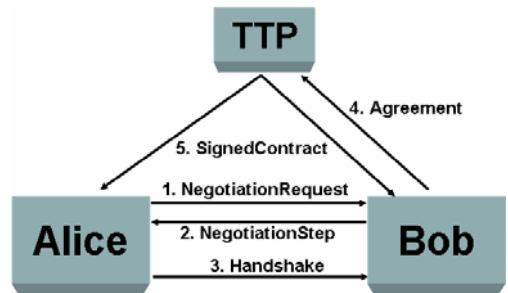 TTP
4. Agreement
5. SignedContract
1. NegotiationRequest
Alice
Bob
2. NegotiationStep
3. Handshake